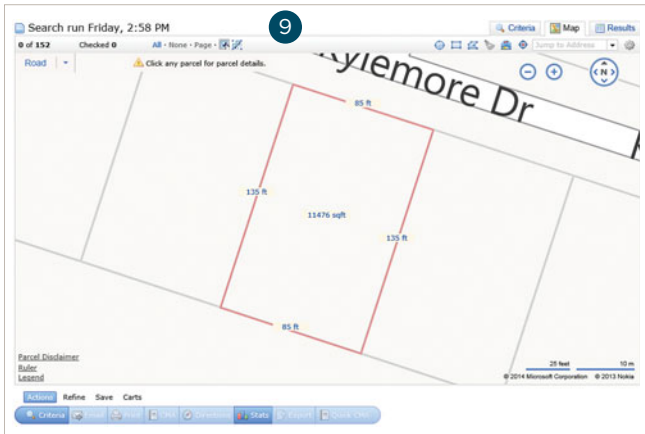 Search run Friday, 2:58 PM
9
Criteria Map Results
0 of 152 Checked 0 All · None · Page ·
Jump to Address
Road
Click any parcel for parcel details.
Kylemore Dr
N
85 ft
135 ft
11476 sqft
135 ft
85 ft
Parcel Disclaimer
Ruler
Legend
25 feet 10 m
© 2014 Microsoft Corporation © 2013 Nokia
Actions Refine Save Carts
Criteria Email Print CMA Directions Stats Export Quick CMA